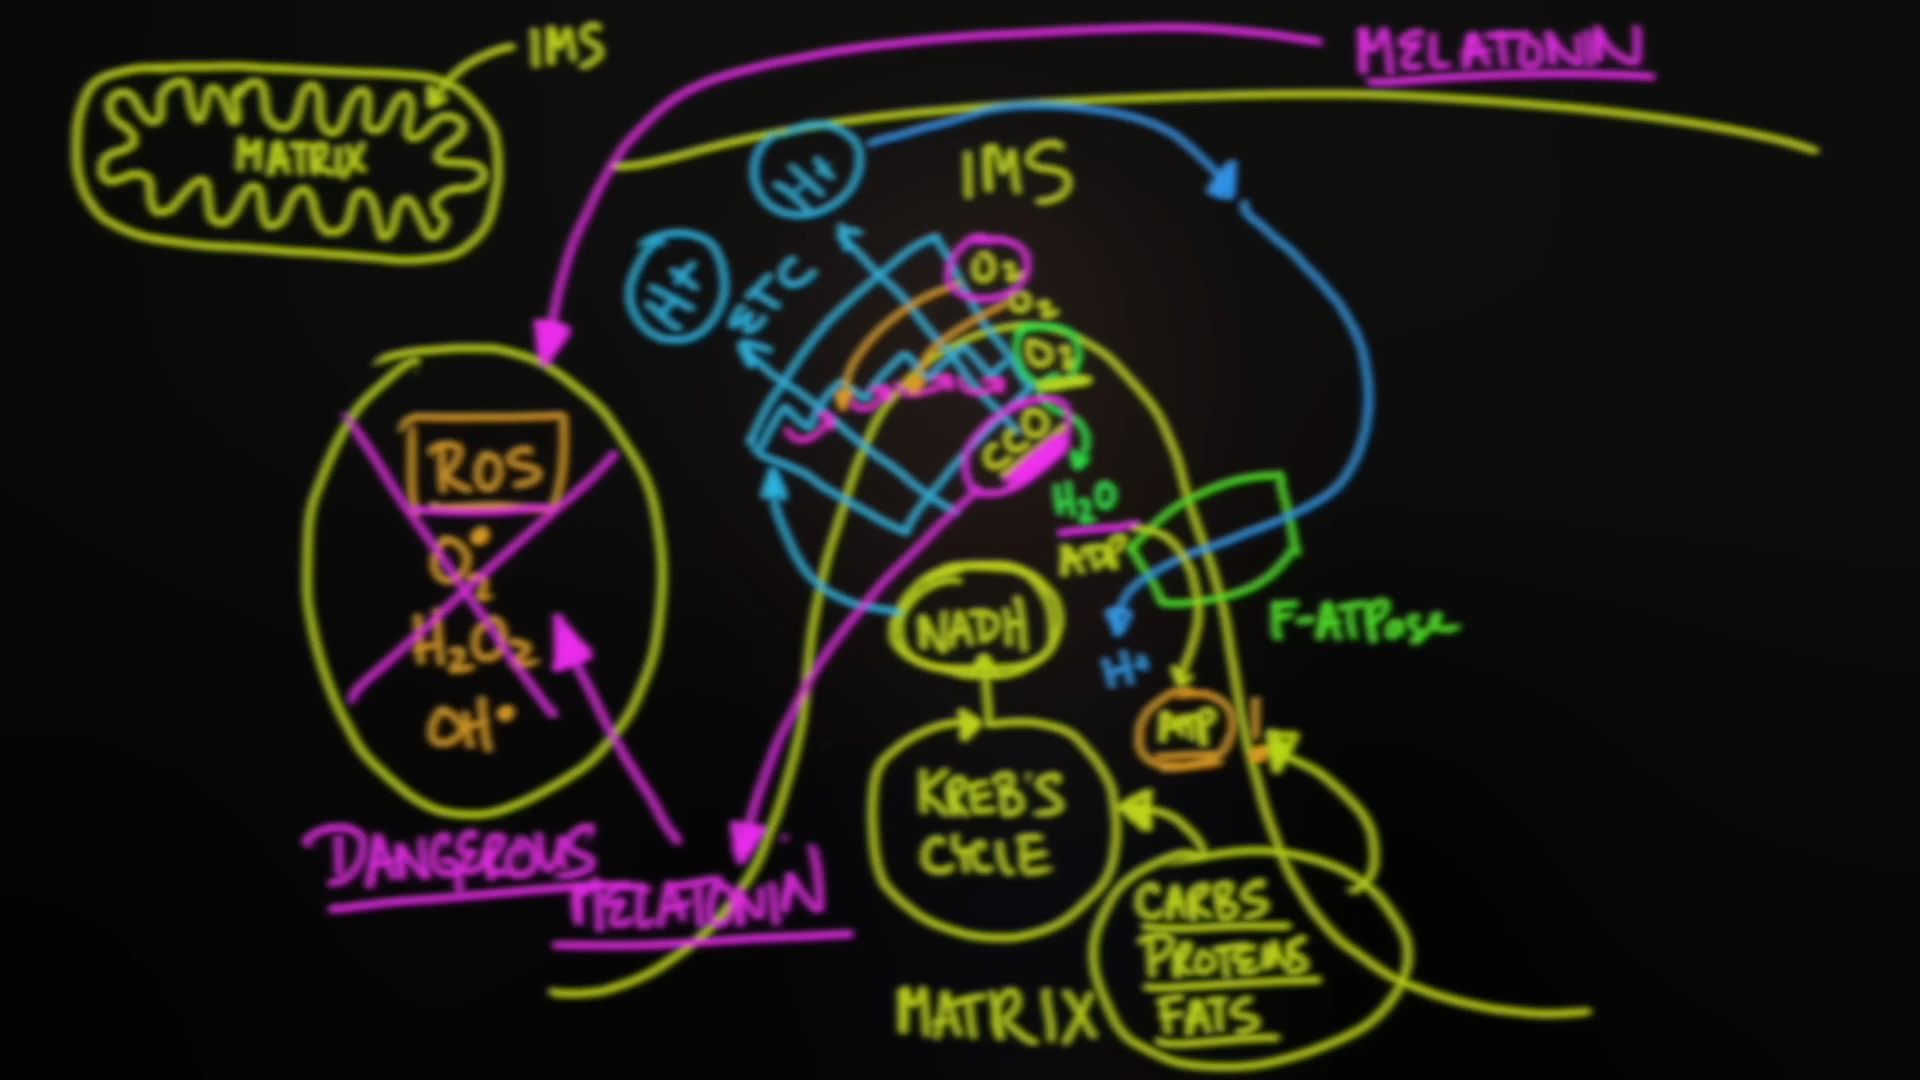 IMS
MELATONIN
MATRIX
H+
IMS
H+
ETC
O2
O2
O2
CCO
ROS
H2O
O2•
ADP
NADH
F-ATPase
H2O2
H+
OH•
ATP !
KREB'S
CYCLE
DANGEROUS
MELATONIN
CARBS
PROTEINS
FATS
MATRIX